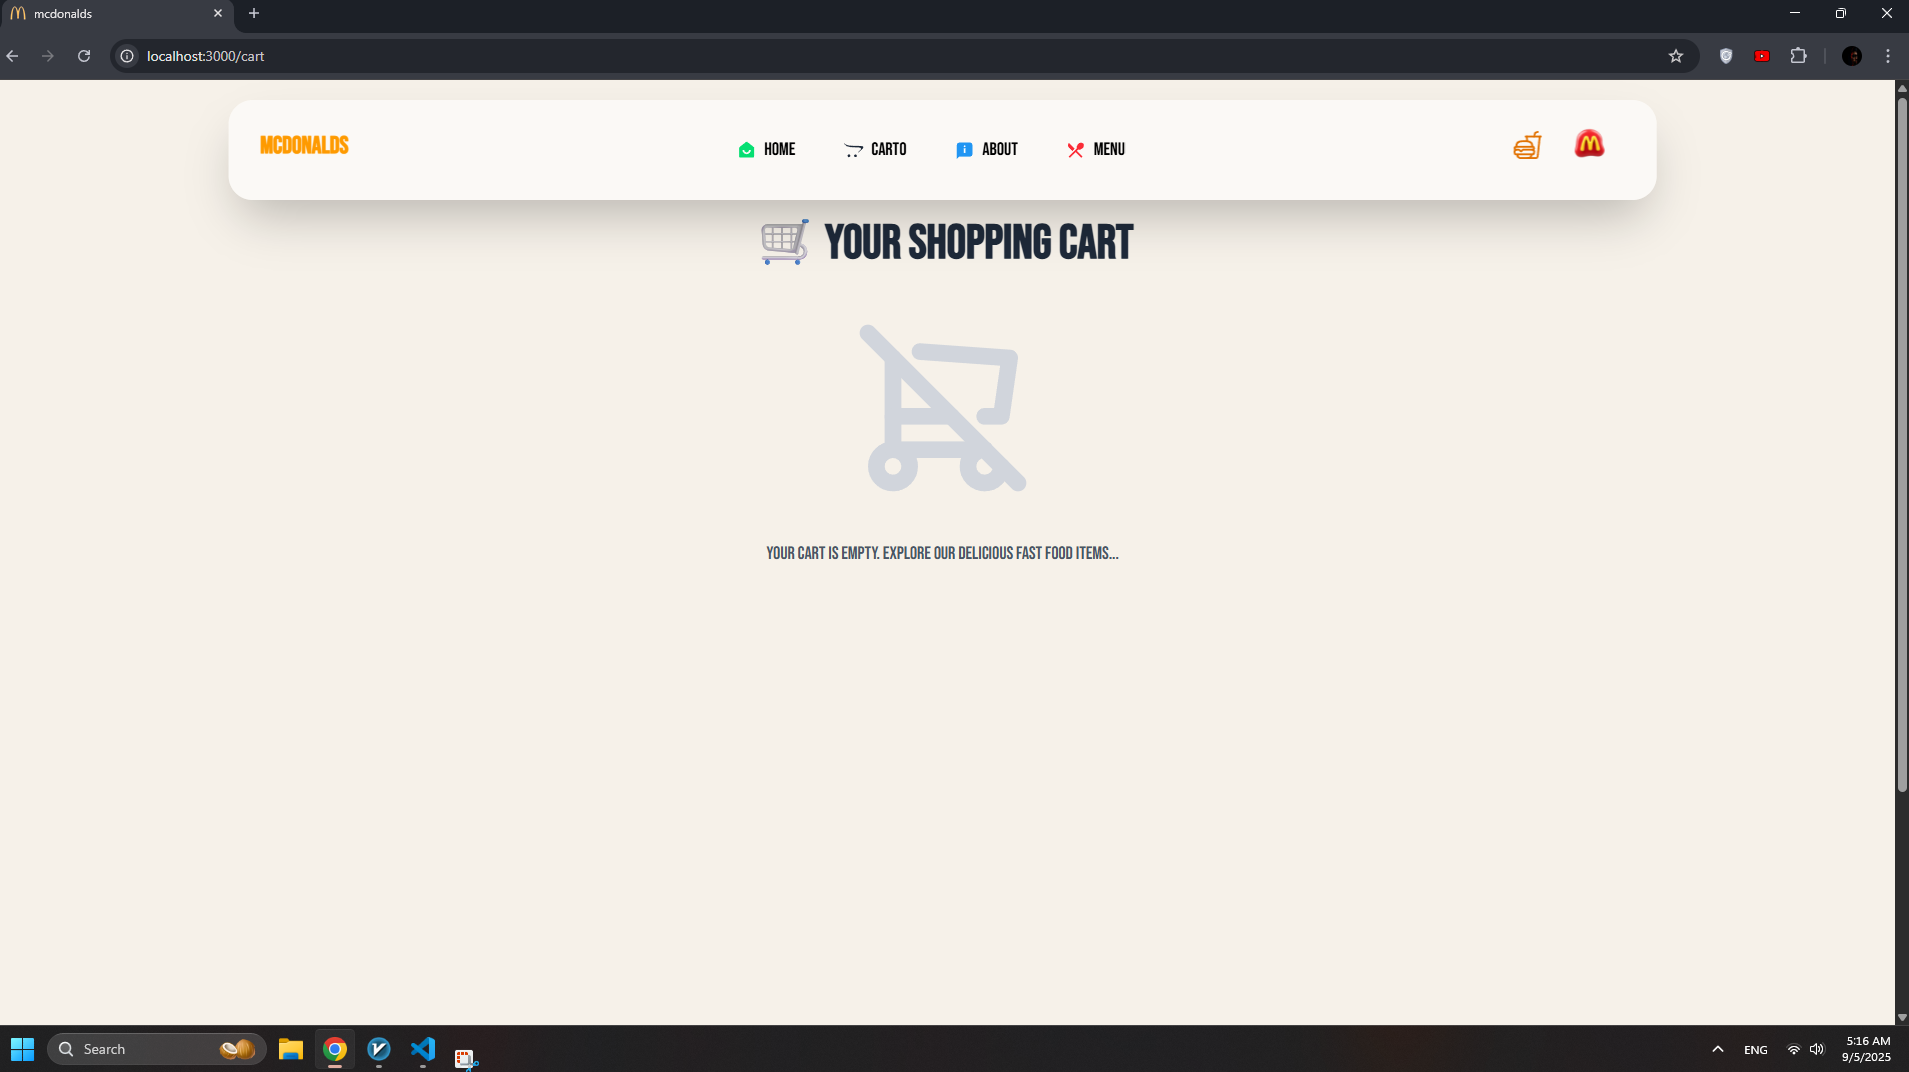 mcdonalds
localhost:3000/cart
MCDONALDS
HOME
CARTO
ABOUT
MENU
YOUR SHOPPING CART
YOUR CART IS EMPTY. EXPLORE OUR DELICIOUS FAST FOOD ITEMS...
Search
ENG
5:16 AM
9/5/2025